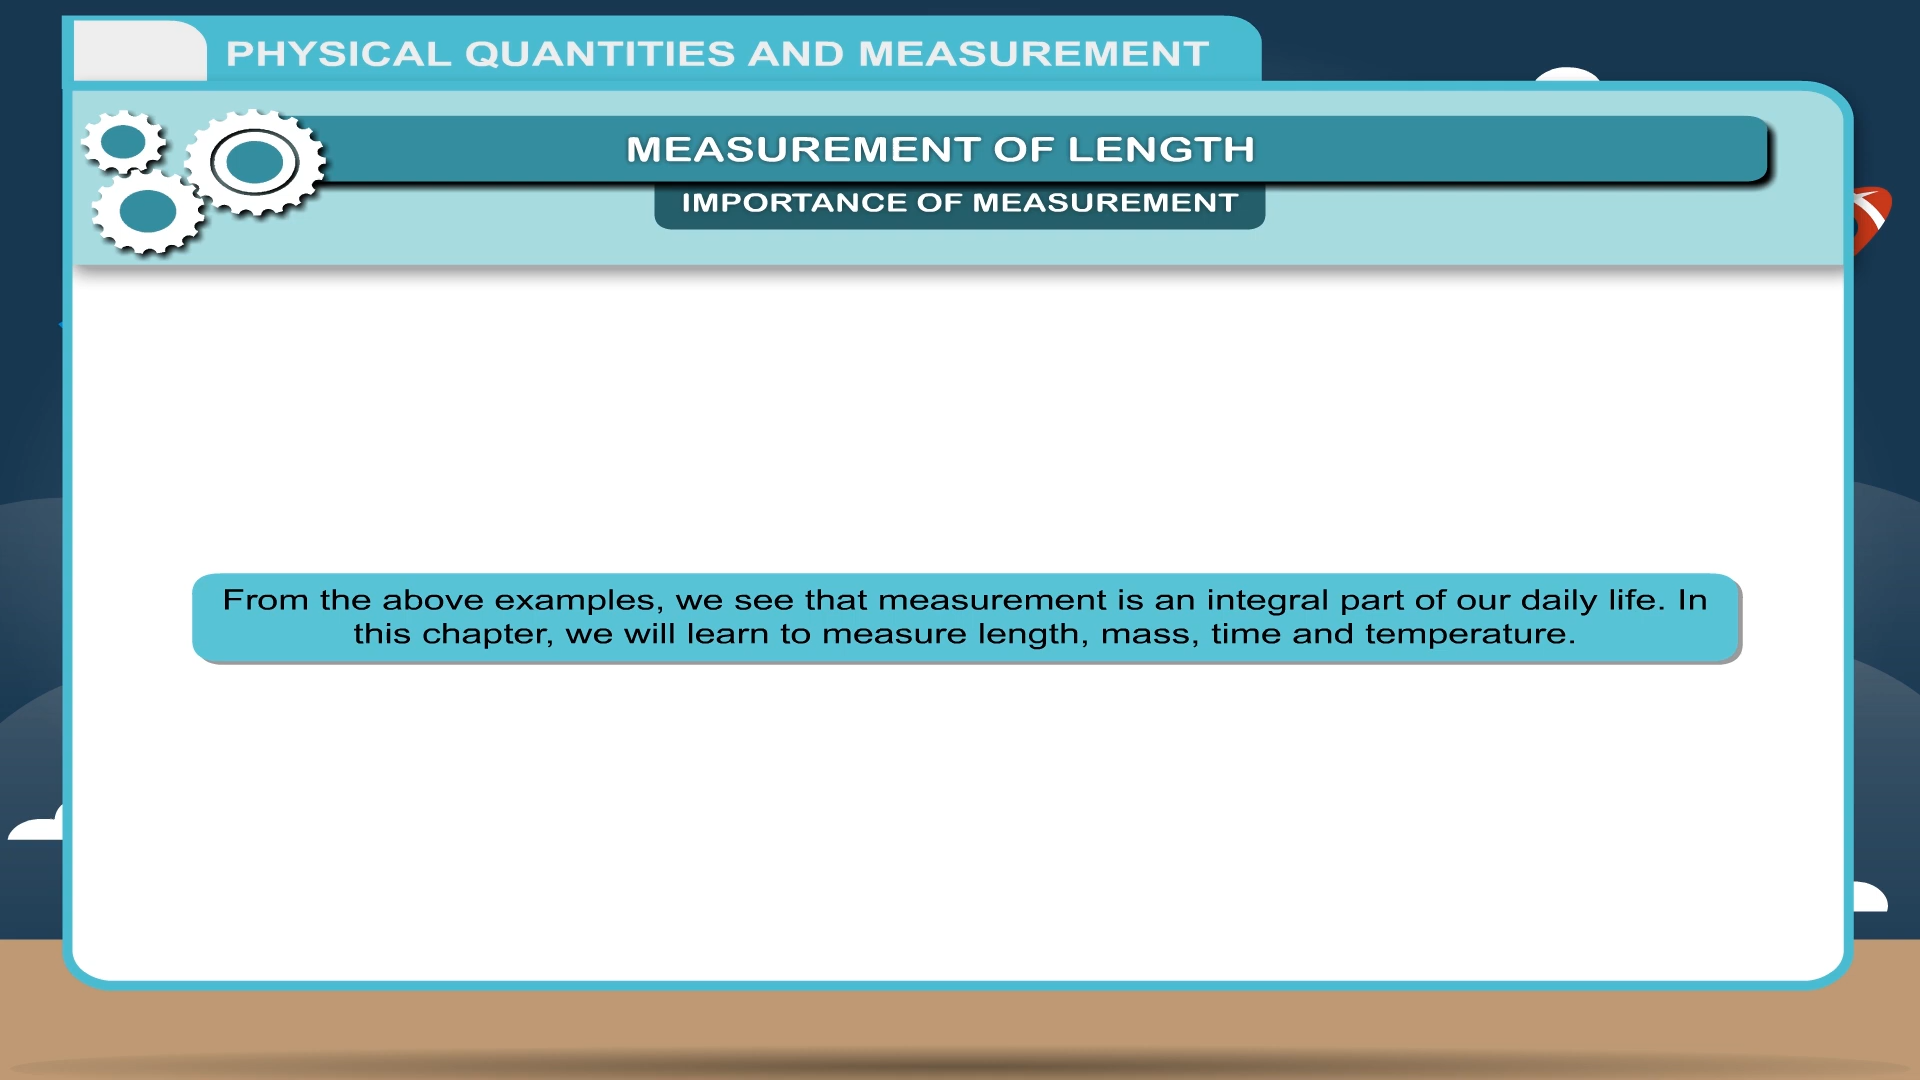 PHYSICAL QUANTITIES AND MEASUREMENT
MEASUREMENT OF LENGTH
IMPORTANCE OF MEASUREMENT
From the above examples, we see that measurement is an integral part of our daily life. In
this chapter, we will learn to measure length, mass, time and temperature.